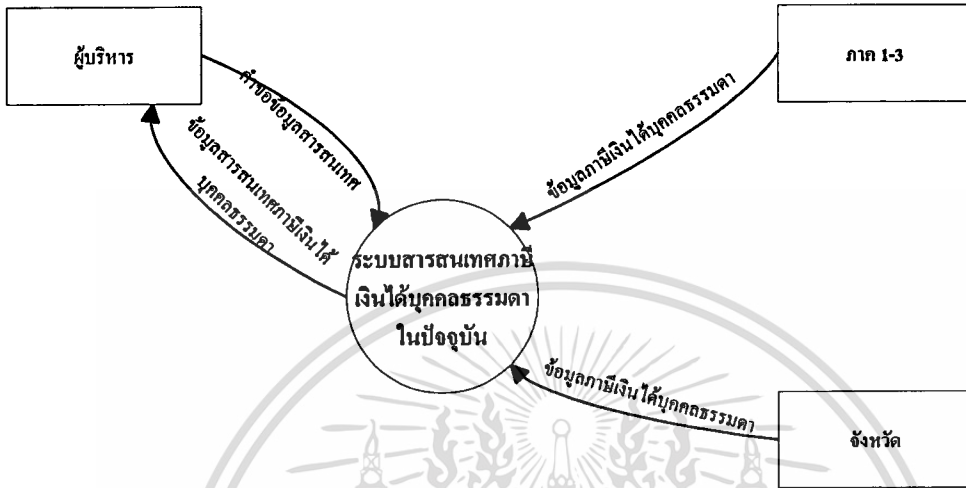 ผู้บริหาร
ภาค 1-3
คำขอข้อมูลสารสนเทศ
ข้อมูลสารสนเทศภาษีเงินได้
บุคคลธรรมดา
ข้อมูลภาษีเงินได้บุคคลธรรมดา
ระบบสารสนเทศภาษี
เงินได้บุคคลธรรมดา
ในปัจจุบัน
ข้อมูลภาษีเงินได้บุคคลธรรมดา
จังหวัด